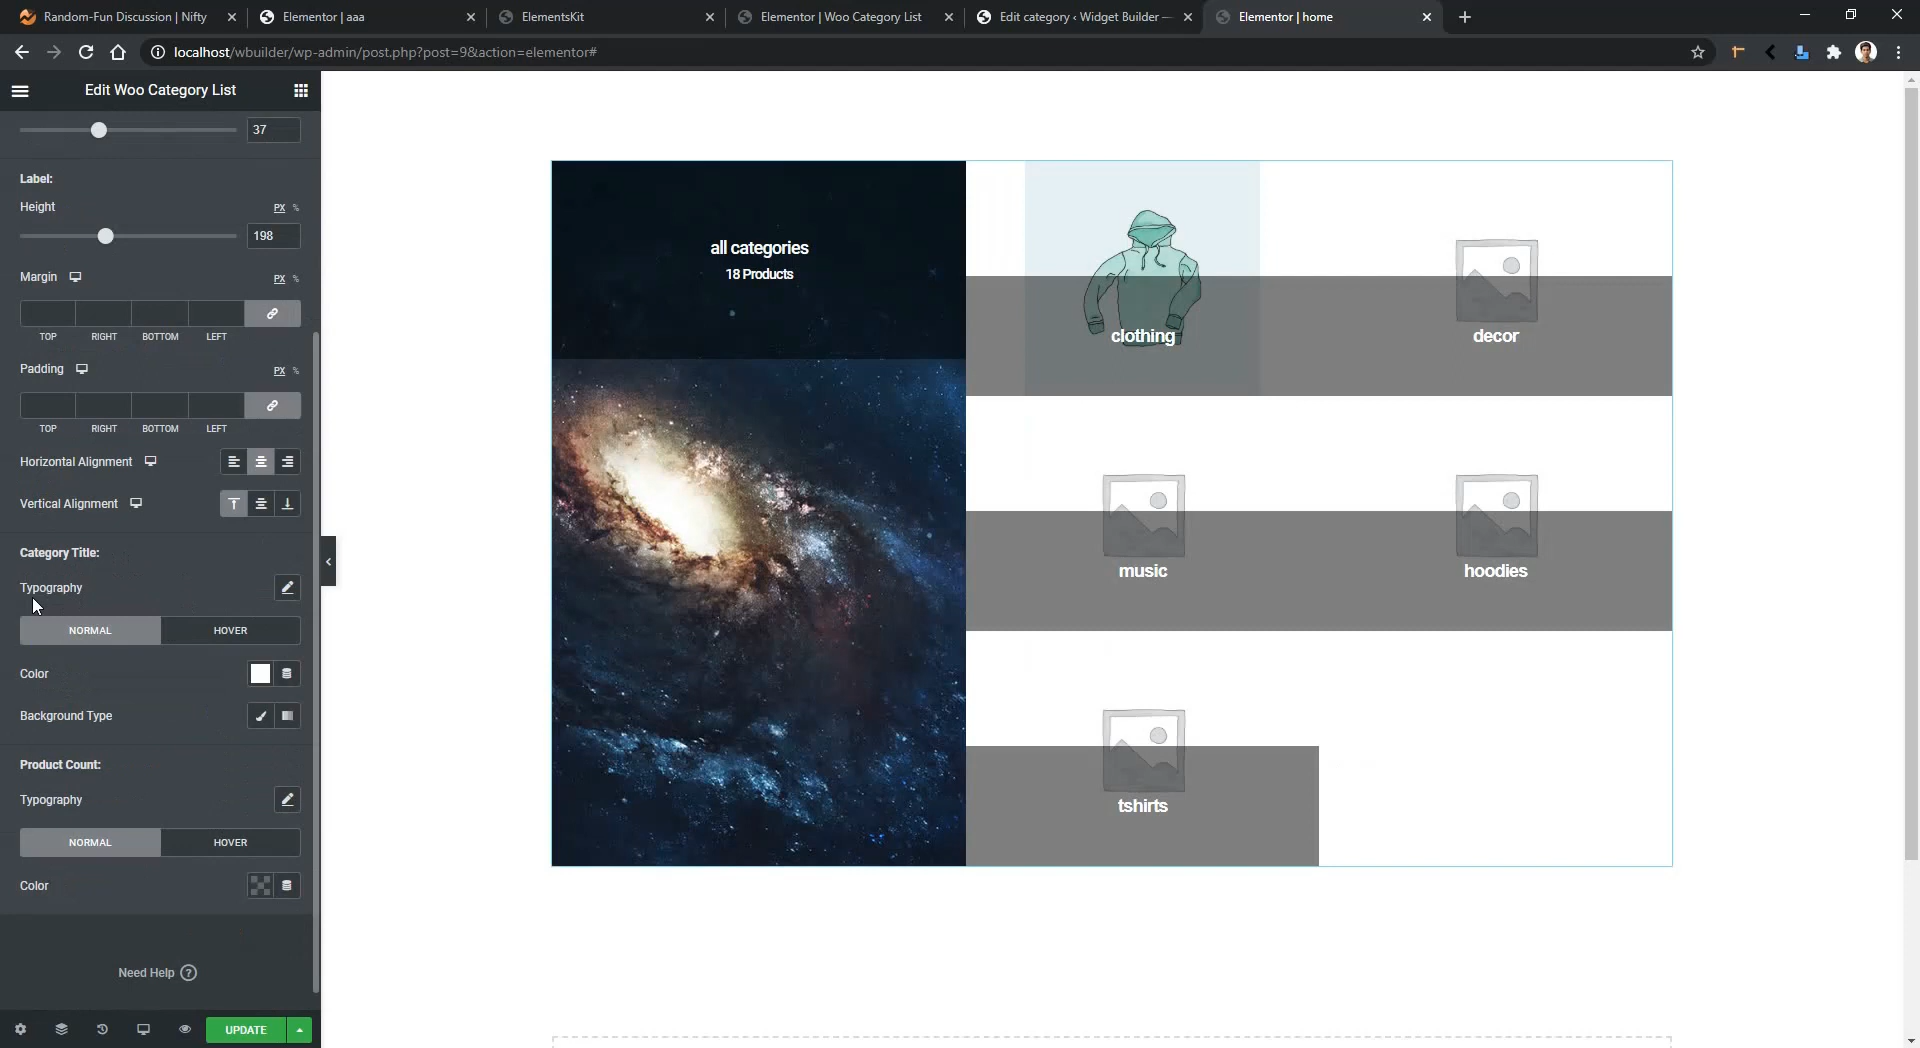 Random-Fun Discussion | Nifty
Elementor | aaa
ElementsKit
Elementor | Woo Category List
Edit category ‹ Widget Builder —
Elementor | home
localhost/wbuilder/wp-admin/post.php?post=9&action=elementor#
Edit Woo Category List
37
Label:
Height
PX %
198
Margin
PX %
TOP RIGHT BOTTOM LEFT
Padding
PX %
TOP RIGHT BOTTOM LEFT
Horizontal Alignment
Vertical Alignment
Category Title:
Typography
NORMAL HOVER
Color
Background Type
Product Count:
Typography
NORMAL HOVER
Color
Need Help ?
UPDATE
all categories
18 Products
clothing
decor
music
hoodies
tshirts